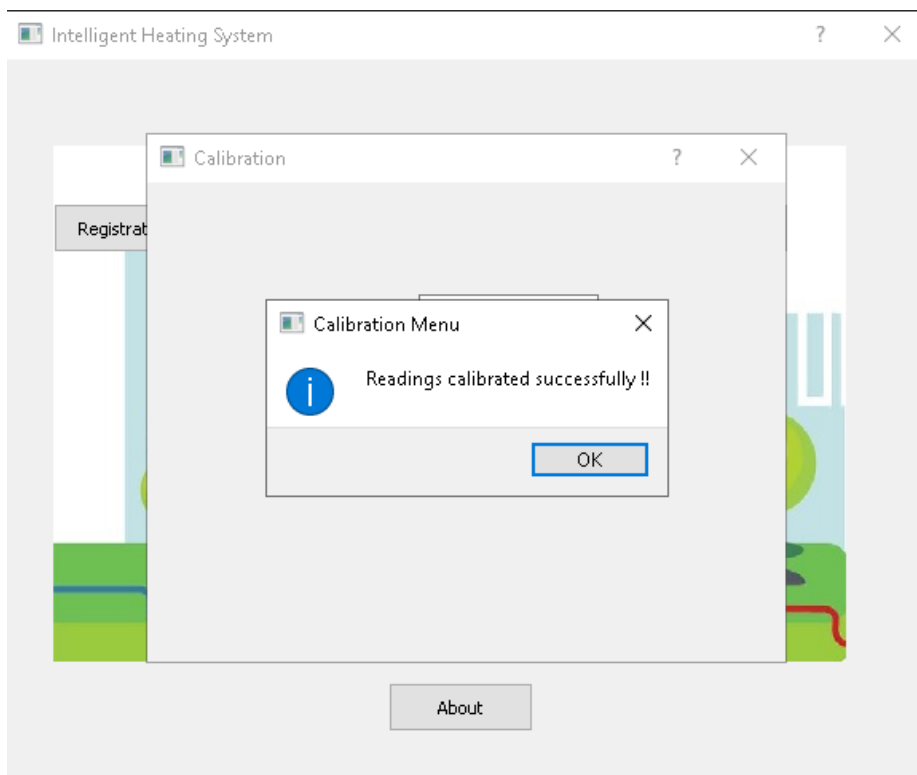 Intelligent Heating System
Calibration
Registrat
Calibration Menu
Readings calibrated successfully !!
OK
About